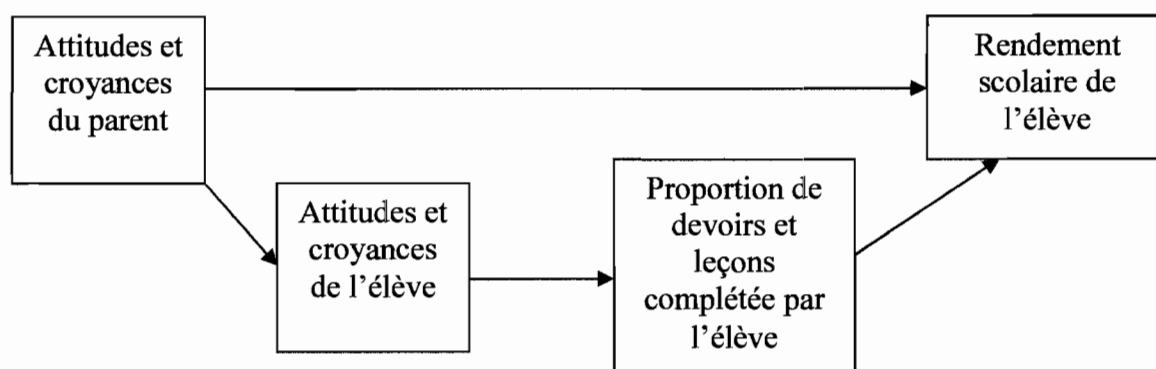 Attitudes et
croyances
du parent
Rendement
scolaire de
l'élève
Attitudes et
croyances
de l'élève
Proportion de
devoirs et
leçons
complétée par
l'élève